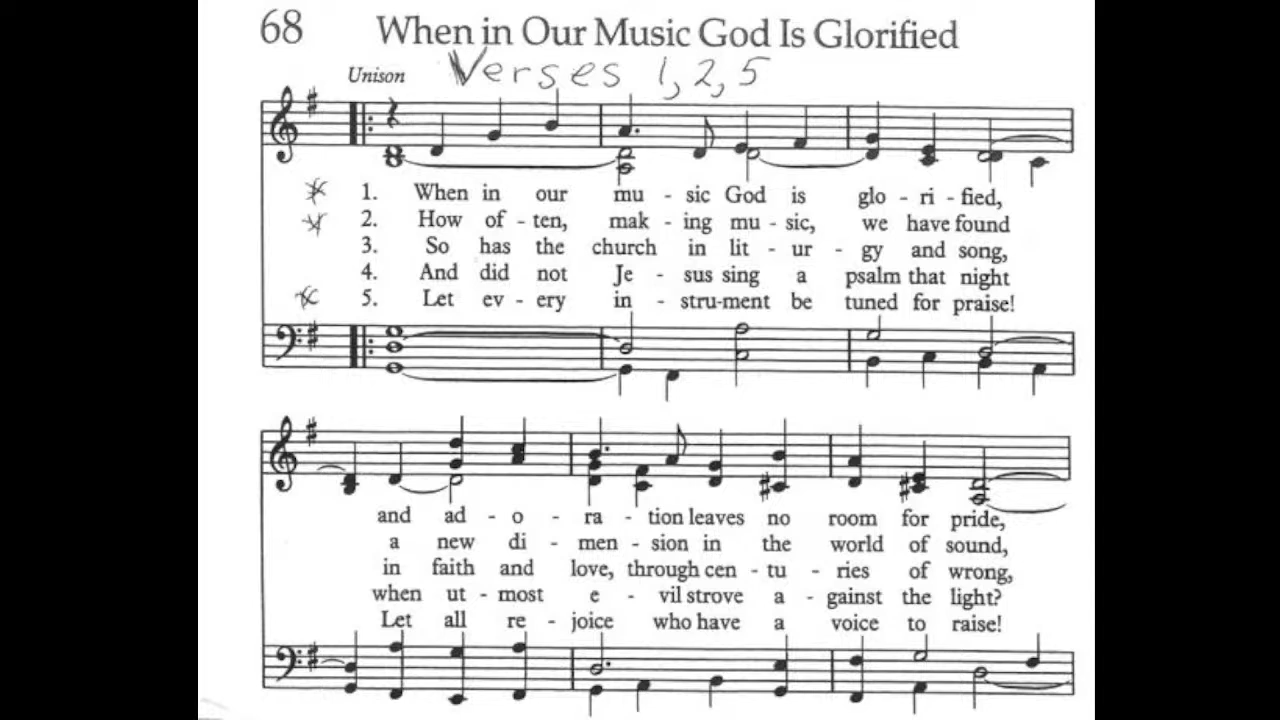 68 When in Our Music God Is Glorified
Unison Verses 1, 2, 5
1. When in our mu - sic God is glo - ri - fied,
2. How of - ten, mak - ing mu - sic, we have found
3. So has the church in lit - ur - gy and song,
4. And did not Je - sus sing a psalm that night
5. Let ev - ery in - stru-ment be tuned for praise!
and ad - o - ra - tion leaves no room for pride,
a new di - men - sion in the world of sound,
in faith and love, through cen - tu - ries of wrong,
when ut - most e - vil strove a - gainst the light?
Let all re - joice who have a voice to raise!